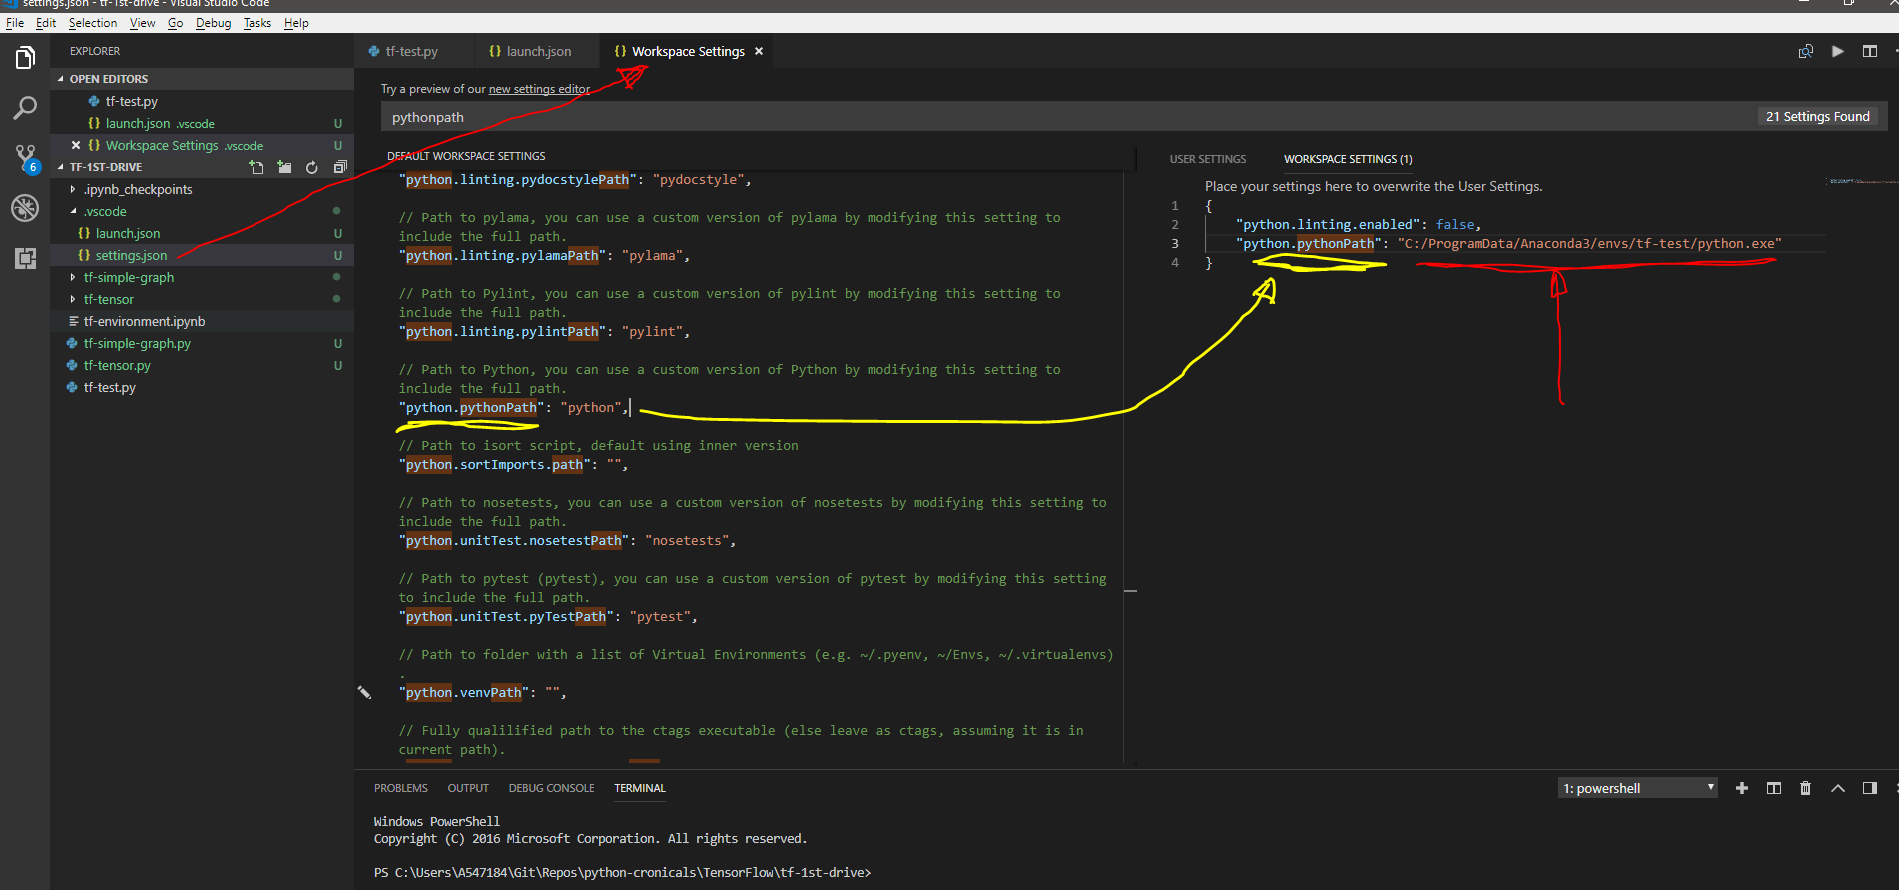 settings.json - tf-1st-drive - Visual Studio Code
File Edit Selection View Go Debug Tasks Help
EXPLORER
OPEN EDITORS
tf-test.py
launch.json .vscode U
Workspace Settings .vscode U
TF-1ST-DRIVE
.ipynb_checkpoints
.vscode
launch.json U
settings.json U
tf-simple-graph
tf-tensor
tf-environment.ipynb
tf-simple-graph.py U
tf-tensor.py U
tf-test.py
6
tf-test.py launch.json Workspace Settings
Try a preview of our new settings editor
pythonpath 21 Settings Found
DEFAULT WORKSPACE SETTINGS
"python.linting.pydocstylePath": "pydocstyle",
// Path to pylama, you can use a custom version of pylama by modifying this setting to
include the full path.
"python.linting.pylamaPath": "pylama",
// Path to Pylint, you can use a custom version of pylint by modifying this setting to
include the full path.
"python.linting.pylintPath": "pylint",
// Path to Python, you can use a custom version of Python by modifying this setting to
include the full path.
"python.pythonPath": "python",
// Path to isort script, default using inner version
"python.sortImports.path": "",
// Path to nosetests, you can use a custom version of nosetests by modifying this setting to
include the full path.
"python.unitTest.nosetestPath": "nosetests",
// Path to pytest (pytest), you can use a custom version of pytest by modifying this setting
to include the full path.
"python.unitTest.pyTestPath": "pytest",
// Path to folder with a list of Virtual Environments (e.g. ~/.pyenv, ~/Envs, ~/.virtualenvs)
.
"python.venvPath": "",
// Fully qualilified path to the ctags executable (else leave as ctags, assuming it is in
current path).
USER SETTINGS WORKSPACE SETTINGS (1)
Place your settings here to overwrite the User Settings.
1 {
2 "python.linting.enabled": false,
3 "python.pythonPath": "C:/ProgramData/Anaconda3/envs/tf-test/python.exe"
4 }
PROBLEMS OUTPUT DEBUG CONSOLE TERMINAL 1: powershell
Windows PowerShell
Copyright (C) 2016 Microsoft Corporation. All rights reserved.
PS C:\Users\A547184\Git\Repos\python-cronicals\TensorFlow\tf-1st-drive>